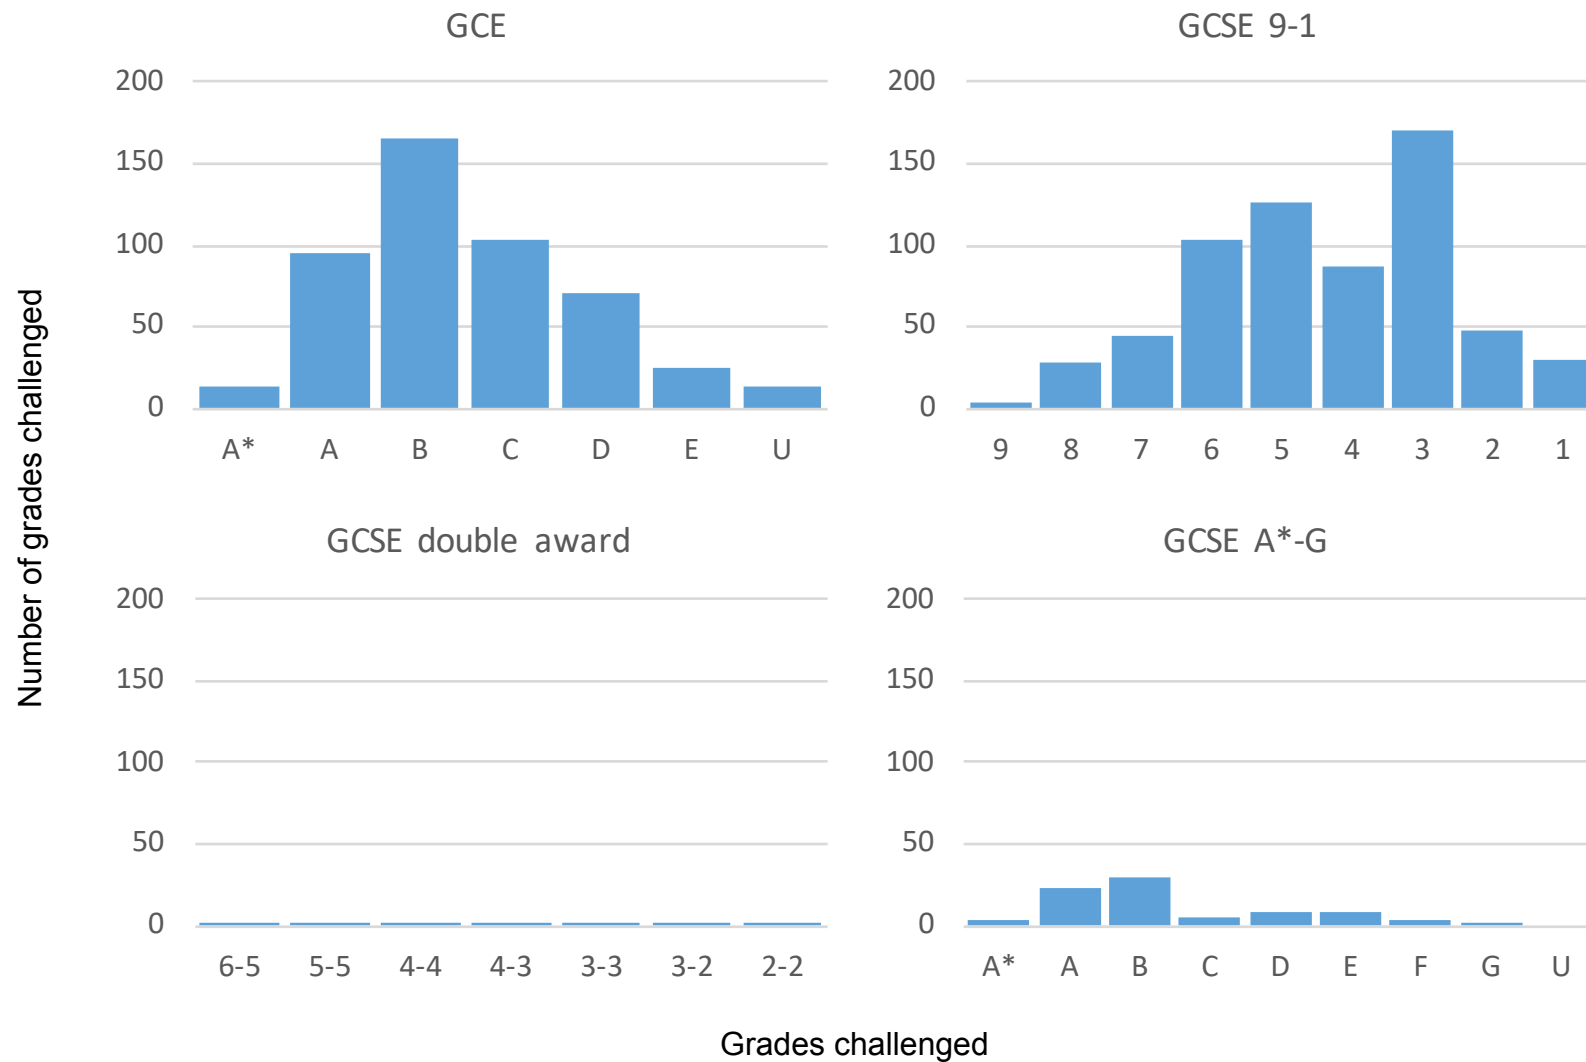 GCE
200
150
100
50
0
A* A B C D E U
GCSE 9-1
200
150
100
50
0
9 8 7 6 5 4 3 2 1
Number of grades challenged
GCSE double award
200
150
100
50
0
6-5 5-5 4-4 4-3 3-3 3-2 2-2
GCSE A*-G
200
150
100
50
0
A* A B C D E F G U
Grades challenged